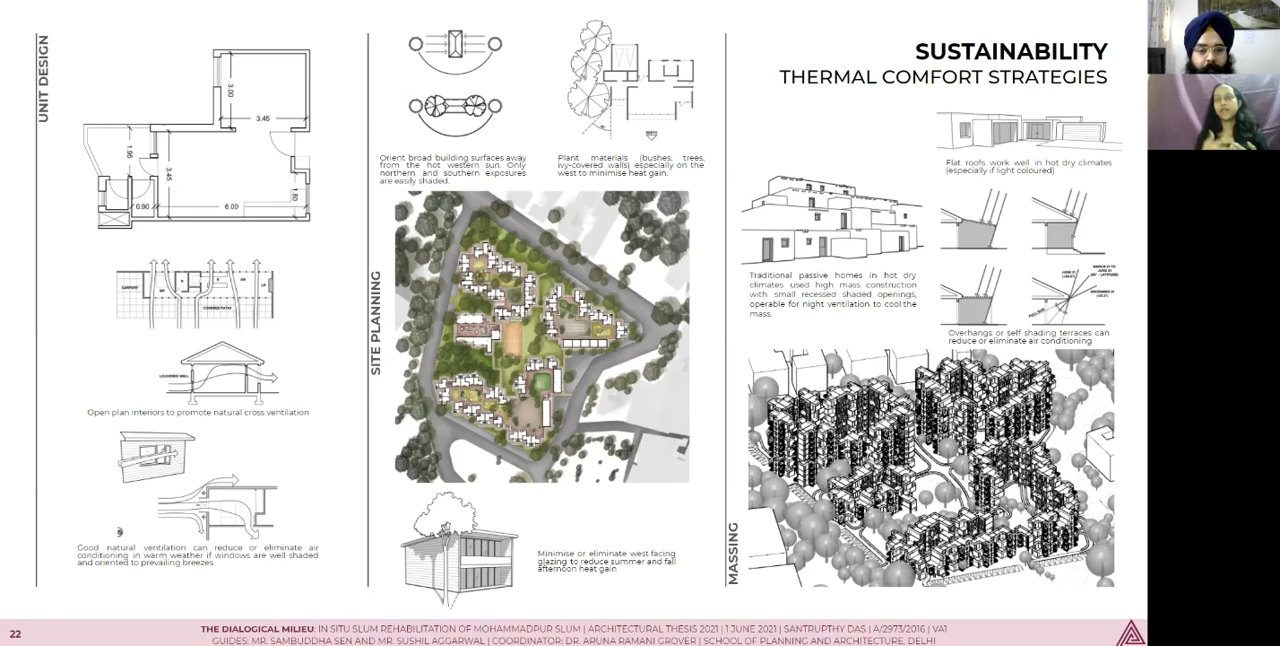 SUSTAINABILITY
THERMAL COMFORT STRATEGIES
UNIT DESIGN
3.00
3.45
1.95
3.45
1.80
0.90
6.00
CARPORT
BR
BR
LR
COVERED PATIO
LOUVERED WALL
Open plan interiors to promote natural cross ventilation
Good natural ventilation can reduce or eliminate air
conditioning in warm weather if windows are well shaded
and oriented to prevailing breezes
SITE PLANNING
Orient broad building surfaces away
from the hot western sun. Only
northern and southern exposures
are easily shaded.
NORTH
Plant materials (bushes, trees,
ivy-covered walls) especially on the
west to minimise heat gain.
Minimise or eliminate west facing
glazing to reduce summer and fall
afternoon heat gain
MASSING
Flat roofs work well in hot dry climates
(especially if light coloured)
Traditional passive homes in hot dry
climates used high mass construction
with small recessed shaded openings,
operable for night ventilation to cool the
mass.
Overhangs or self shading terraces can
reduce or eliminate air conditioning
22
THE DIALOGICAL MILIEU: IN SITU SLUM REHABILITATION OF MOHAMMADPUR SLUM | ARCHITECTURAL THESIS 2021 | 1 JUNE 2021 | SANTRUPTHY DAS | A/2973/2016 | VA1
GUIDES: MR. SAMBUDDHA SEN AND MR. SUSHIL AGGARWAL | COORDINATOR: DR. ARUNA RAMANI GROVER | SCHOOL OF PLANNING AND ARCHITECTURE, DELHI